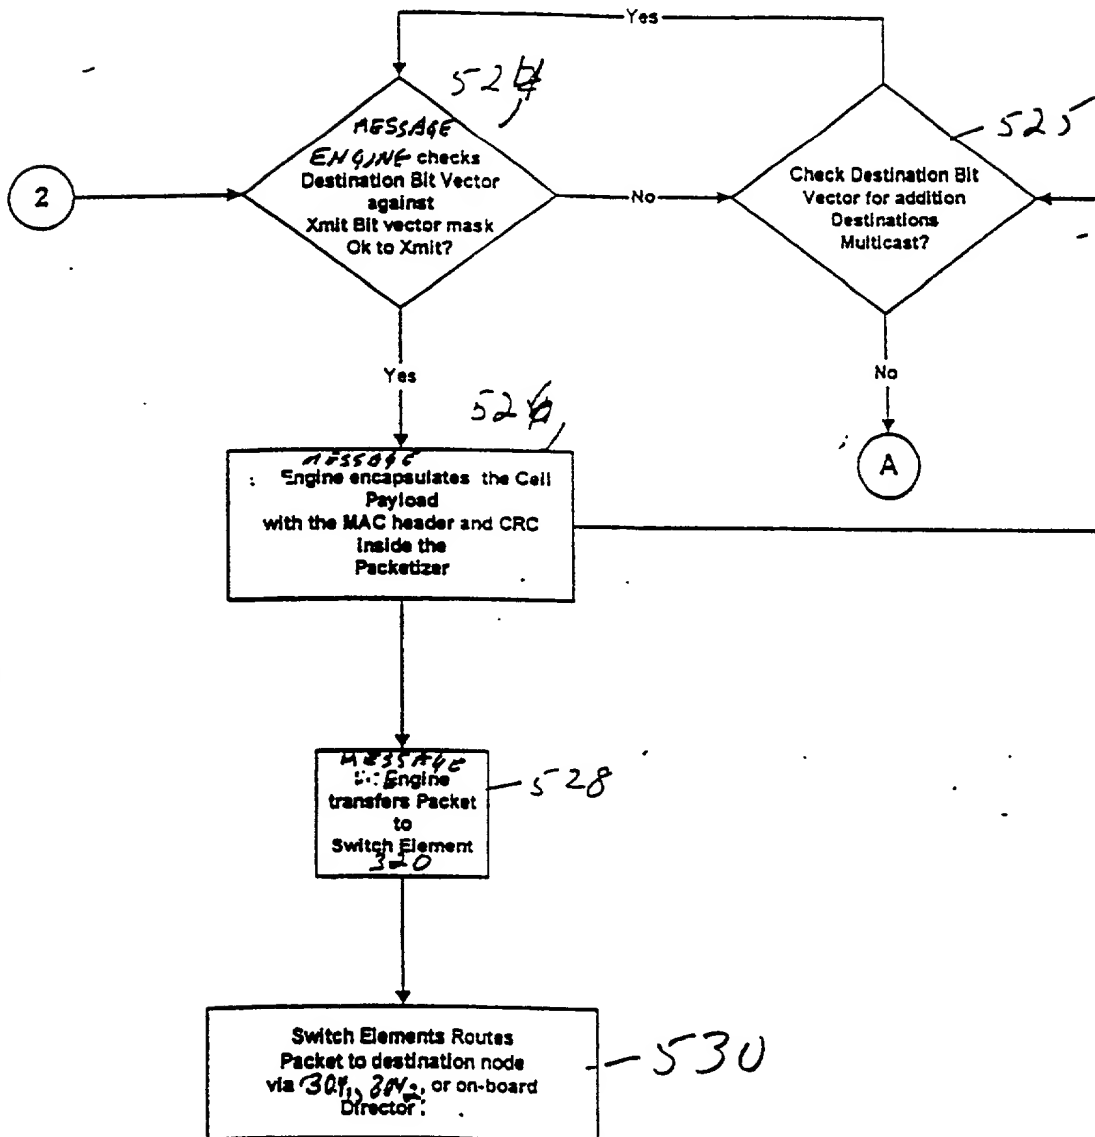 Yes
524
525
2
MESSAGE
ENGINE checks
Destination Bit Vector
against
Xmit Bit vector mask
Ok to Xmit?
No
Check Destination Bit
Vector for addition
Destinations
Multicast?
Yes
No
A
MESSAGE
Engine encapsulates the Cell
Payload
with the MAC header and CRC
inside the
Packetizer
MESSAGE
Engine
transfers Packet
to
Switch Element
320
528
Switch Elements Routes
Packet to destination node
via or on-board
Director
530